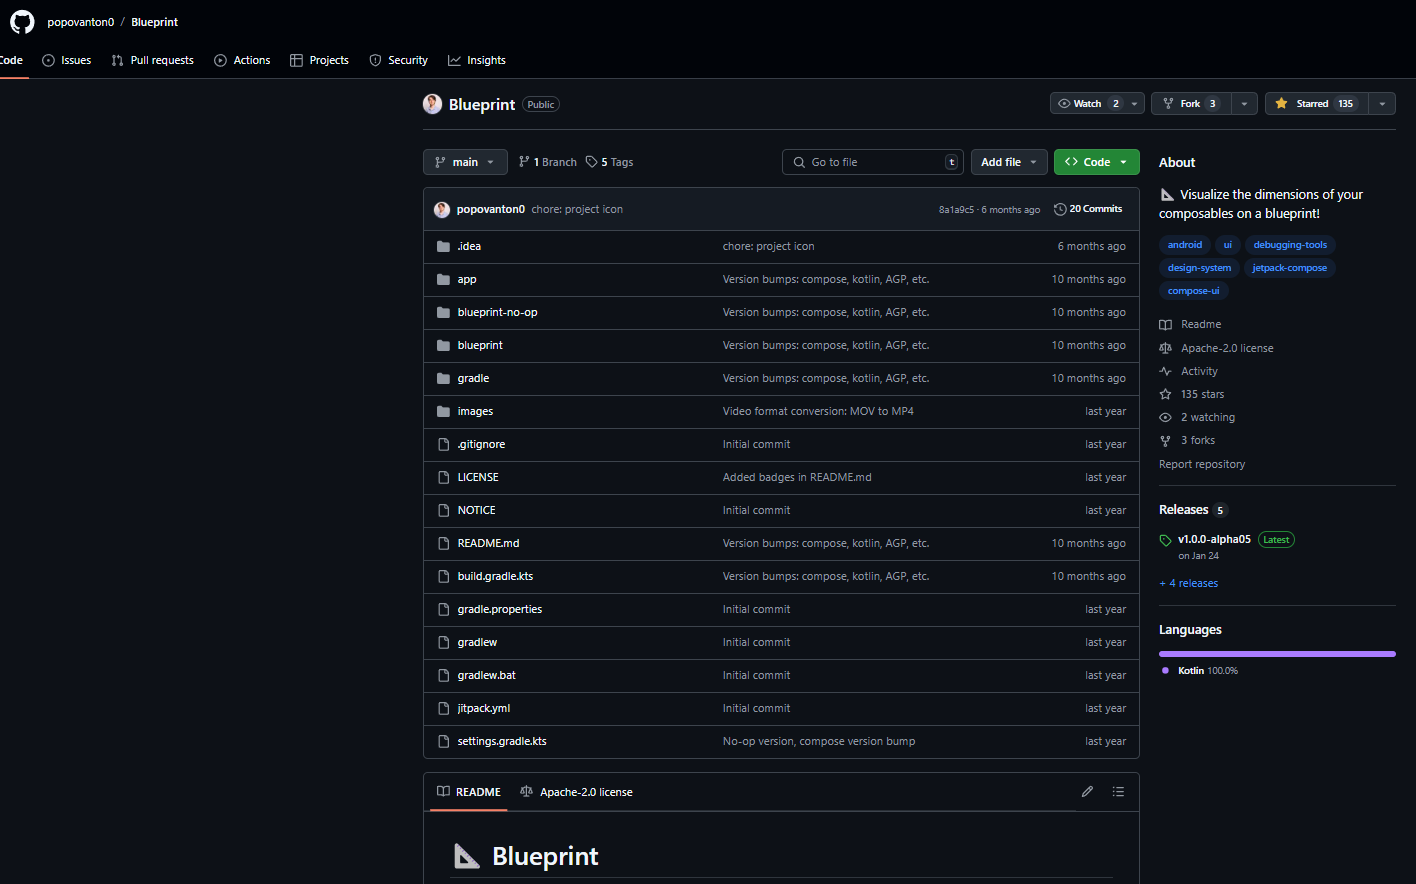 popovanton0 / Blueprint
Code Issues Pull requests Actions Projects Security Insights
Blueprint Public Watch 2 Fork 3 Starred 135
main 1 Branch 5 Tags Go to file t Add file Code
popovanton0 chore: project icon 8a1a9c5 · 6 months ago 20 Commits
.idea chore: project icon 6 months ago
app Version bumps: compose, kotlin, AGP, etc. 10 months ago
blueprint-no-op Version bumps: compose, kotlin, AGP, etc. 10 months ago
blueprint Version bumps: compose, kotlin, AGP, etc. 10 months ago
gradle Version bumps: compose, kotlin, AGP, etc. 10 months ago
images Video format conversion: MOV to MP4 last year
.gitignore Initial commit last year
LICENSE Added badges in README.md last year
NOTICE Initial commit last year
README.md Version bumps: compose, kotlin, AGP, etc. 10 months ago
build.gradle.kts Version bumps: compose, kotlin, AGP, etc. 10 months ago
gradle.properties Initial commit last year
gradlew Initial commit last year
gradlew.bat Initial commit last year
jitpack.yml Initial commit last year
settings.gradle.kts No-op version, compose version bump last year
README Apache-2.0 license
Blueprint
About
Visualize the dimensions of your
composables on a blueprint!
android ui debugging-tools
design-system jetpack-compose
compose-ui
Readme
Apache-2.0 license
Activity
135 stars
2 watching
3 forks
Report repository
Releases 5
v1.0.0-alpha05 Latest
on Jan 24
+ 4 releases
Languages
Kotlin 100.0%